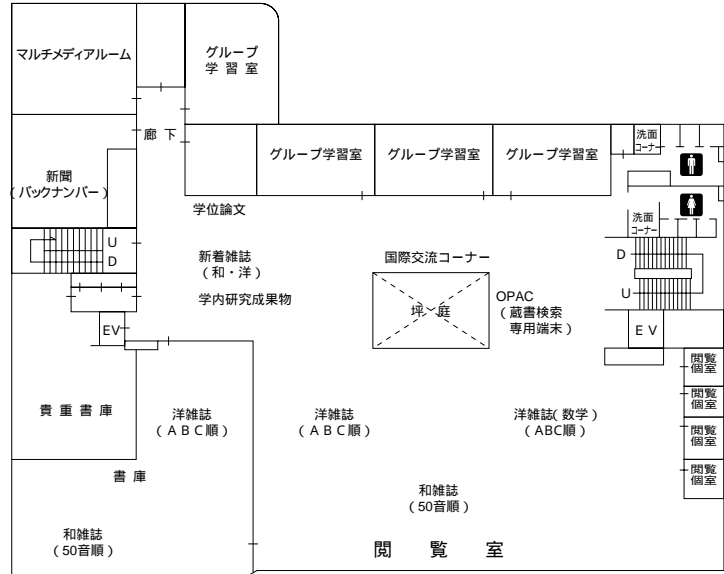 マルチメディアルーム
グループ
学習室
廊下
新聞
(バックナンバー)
グループ学習室
グループ学習室
グループ学習室
洗面
コーナー
洗面
コーナー
学位論文
U
D
新着雑誌
(和・洋)
学内研究成果物
国際交流コーナー
坪庭
OPAC
(蔵書検索
専用端末)
D
U
EV
EV
閲覧
個室
閲覧
個室
閲覧
個室
閲覧
個室
貴重書庫
洋雑誌
(ABC順)
洋雑誌
(ABC順)
洋雑誌(数学)
(ABC順)
書庫
和雑誌
(50音順)
和雑誌
(50音順)
閲覧室